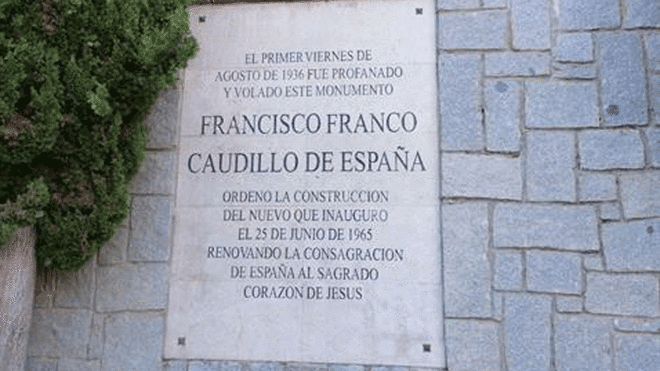 EL PRIMER VIERNES DE
AGOSTO DE 1936 FUE PROFANADO
Y VOLADO ESTE MONUMENTO
FRANCISCO FRANCO
CAUDILLO DE ESPAÑA
ORDENO LA CONSTRUCCION
DEL NUEVO QUE INAUGURO
EL 25 DE JUNIO DE 1965
RENOVANDO LA CONSAGRACION
DE ESPAÑA AL SAGRADO
CORAZON DE JESUS